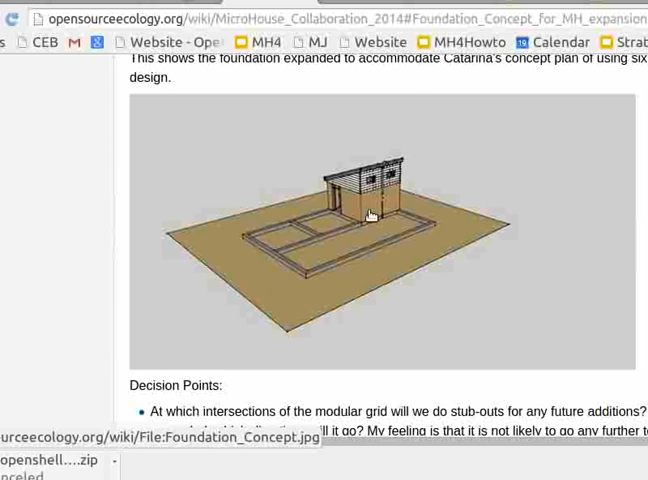 opensourceecology.org/wiki/MicroHouse_Collaboration_2014#Foundation_Concept_for_MH_expansion
s CEB Website - Ope MH4 MJ Website MH4Howto Calendar Strat
This shows the foundation expanded to accommodate Catarina's concept plan of using six
design.
Decision Points:
• At which intersections of the modular grid will we do stub-outs for any future additions?
ill it go? My feeling is that it is not likely to go any further t
urceecology.org/wiki/File:Foundation_Concept.jpg
openshell....zip
nceled